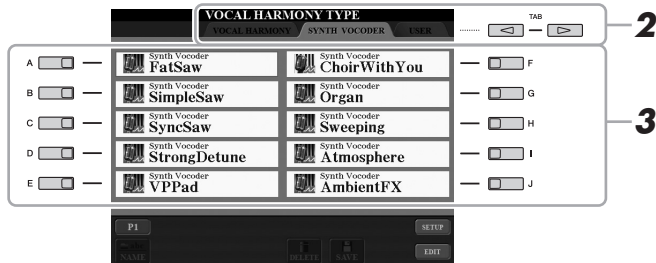 VOCAL HARMONY TYPE
VOCAL HARMONY SYNTH VOCODER USER
TAB
2
A Synth Vocoder FatSaw Synth Vocoder ChoirWithYou F
B Synth Vocoder SimpleSaw Synth Vocoder Organ G
C Synth Vocoder SyncSaw Synth Vocoder Sweeping H
D Synth Vocoder StrongDetune Synth Vocoder Atmosphere I
E Synth Vocoder VPPad Synth Vocoder AmbientFX J
3
P1 SETUP
NAME DELETE SAVE EDIT